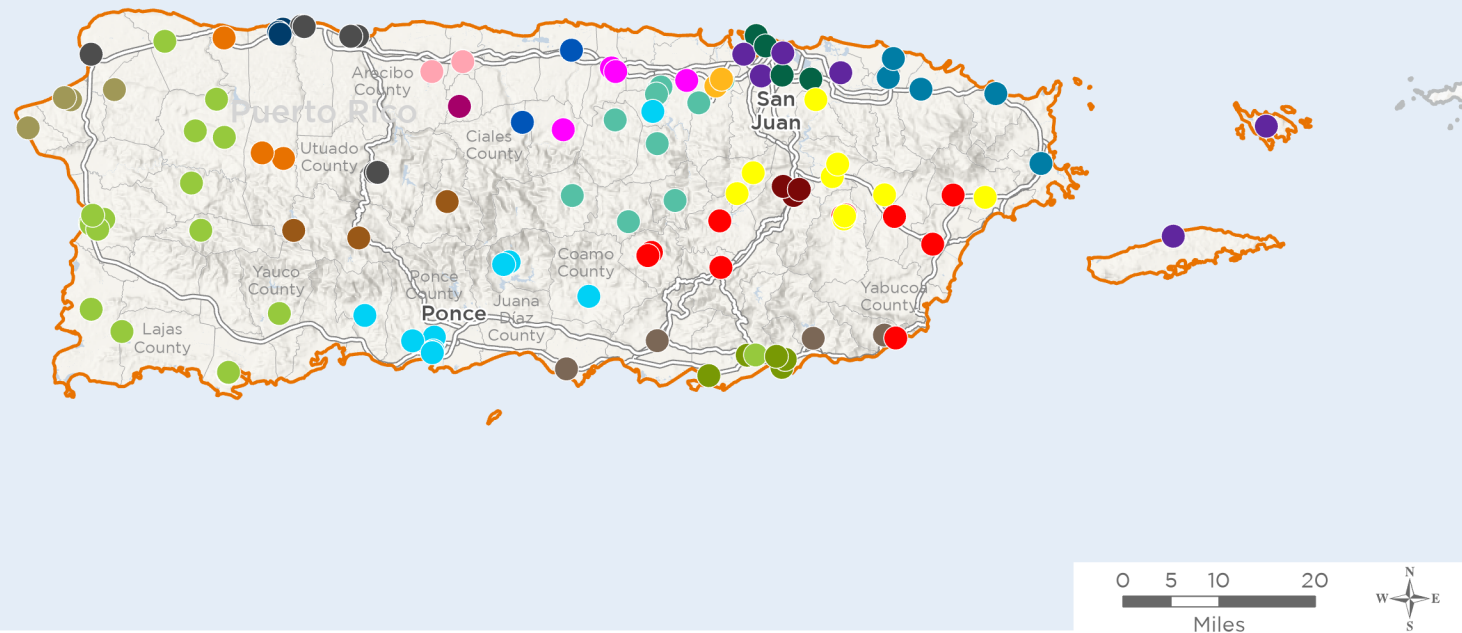 Arecibo
County
Puerto Rico
San
Juan
Ciales
County
Utuado
County
Coamo
County
Yauco
County
Ponce
County
Juana
Díaz
County
Yabucoa
County
Ponce
Lajas
County
0 5 10 20
Miles
N
W E
S